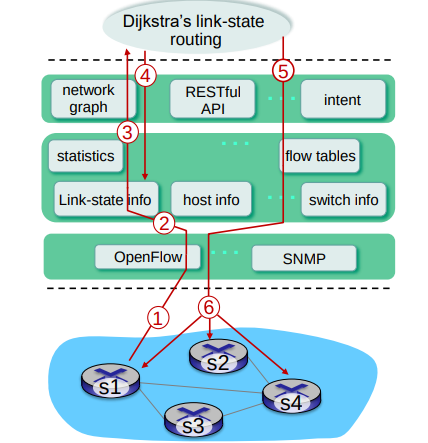 Dijkstra's link-state
routing
4
5
network
graph
RESTful
API
intent
3
statistics
flow tables
Link-state info
host info
switch info
2
OpenFlow
SNMP
1
6
s2
s1
s4
s3